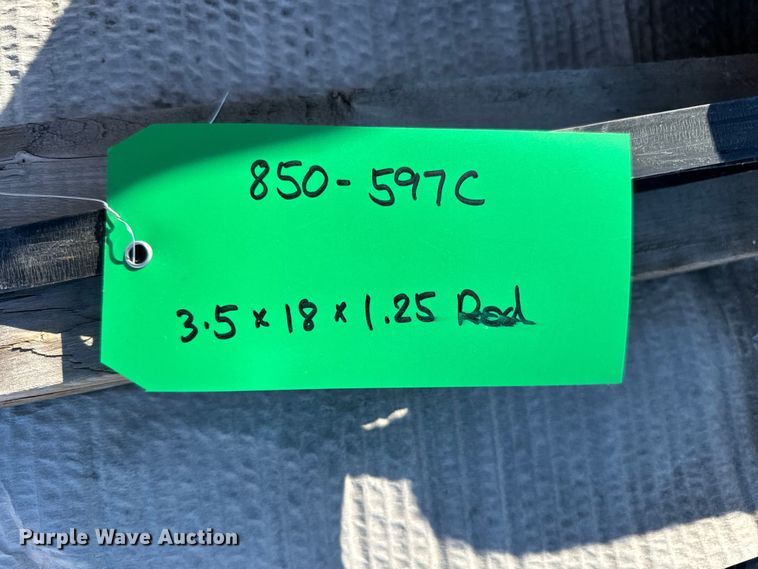 850-597C
3.5 x 18 x 1.25 Rod
Purple Wave Auction